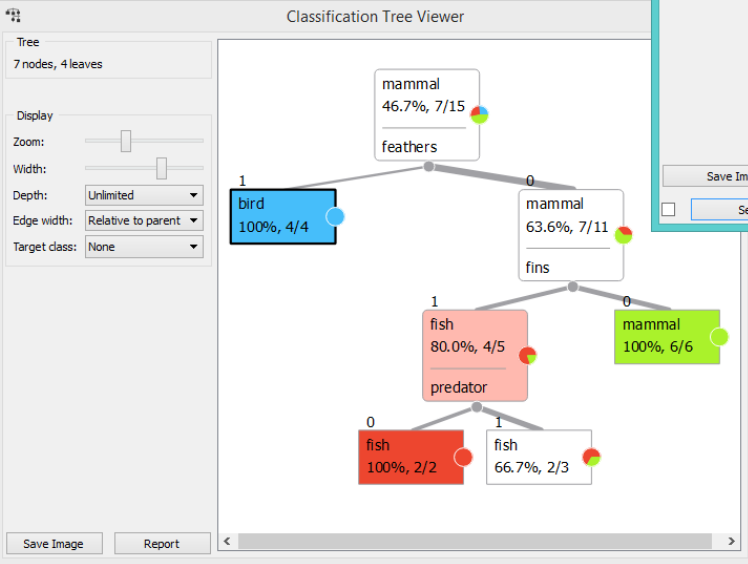 Classification Tree Viewer
Tree
7 nodes, 4 leaves
Display
Zoom:
Width:
Depth: Unlimited
Edge width: Relative to parent
Target class: None
Save Image Report
mammal
46.7%, 7/15
feathers
1
bird
100%, 4/4
0
mammal
63.6%, 7/11
fins
1
fish
80.0%, 4/5
predator
0
mammal
100%, 6/6
0
fish
100%, 2/2
1
fish
66.7%, 2/3
Save Im
Se